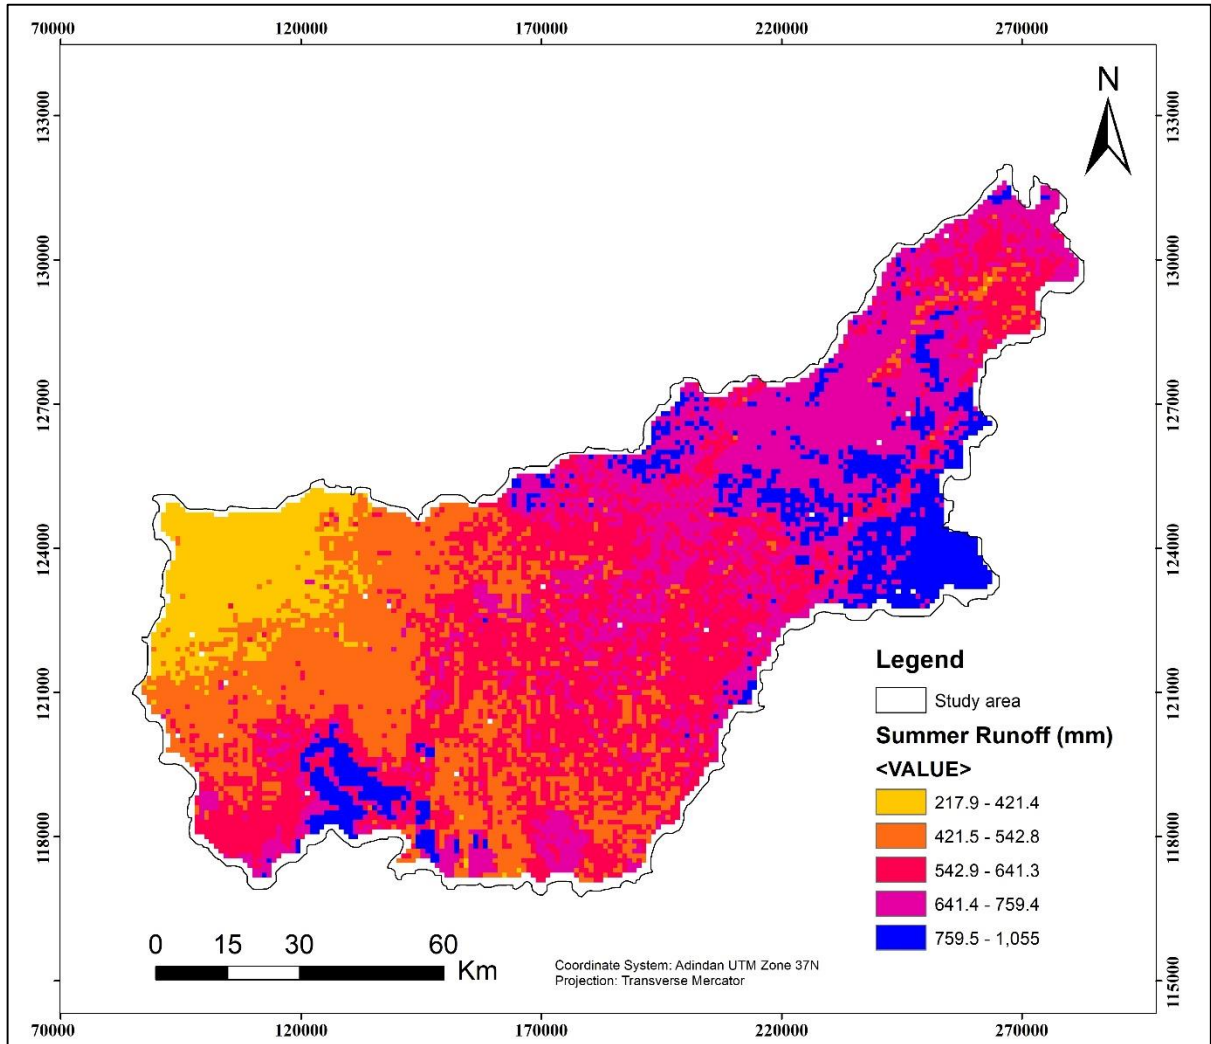 70000 120000 170000 220000 270000
N
133000 133000
130000 130000
127000 127000
124000 124000
121000 121000
118000 118000
115000 115000
Legend
Study area
Summer Runoff (mm)
<VALUE>
217.9 - 421.4
421.5 - 542.8
542.9 - 641.3
641.4 - 759.4
759.5 - 1,055
0 15 30 60
Km
Coordinate System: Adindan UTM Zone 37N
Projection: Transverse Mercator
70000 120000 170000 220000 270000